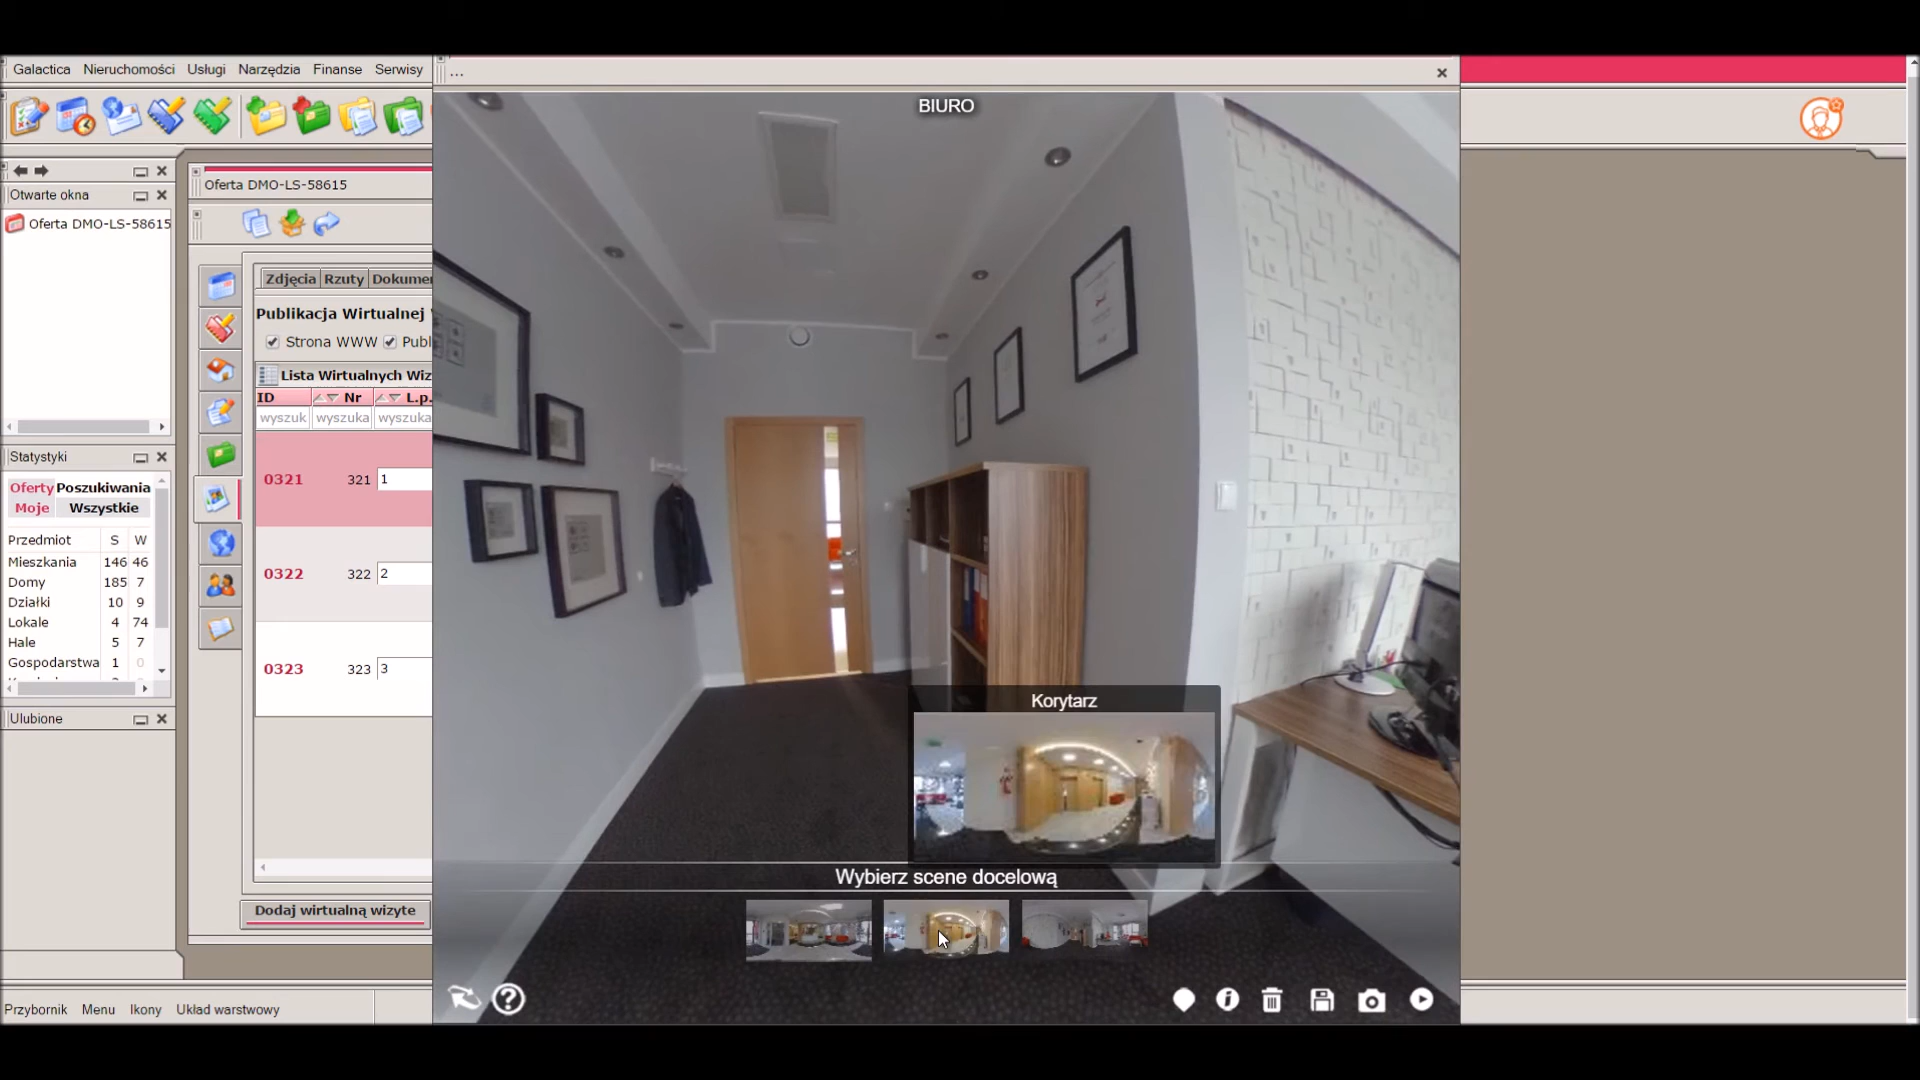 Galactica Nieruchomości Usługi Narzędzia Finanse Serwisy
...
BIURO
Otwarte okna
Oferta DMO-LS-58615
Oferta DMO-LS-58615
Zdjęcia Rzuty Dokumen
Publikacja Wirtualnej
Strona WWW Publ
Lista Wirtualnych Wiz
ID Nr L.p.
wyszuk wyszuka wyszuka
0321 321 1
0322 322 2
0323 323 3
Statystyki
Oferty Poszukiwania
Moje Wszystkie
Przedmiot S W
Mieszkania 146 46
Domy 185 7
Działki 10 9
Lokale 4 74
Hale 5 7
Gospodarstwa 1 0
Ulubione
Korytarz
Wybierz scene docelową
Dodaj wirtualną wizyte
Przybornik Menu Ikony Układ warstwowy